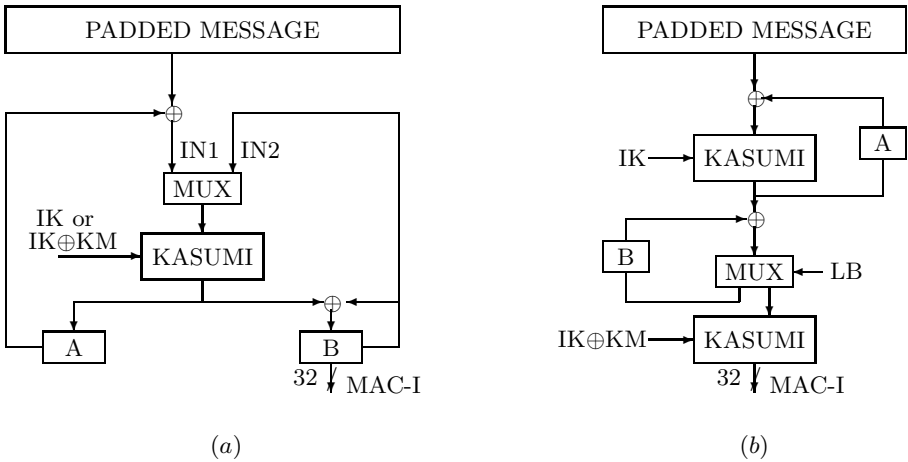 PADDED MESSAGE
⊕
IN1 IN2
MUX
IK or
IK⊕KM
KASUMI
⊕
A
B
32 MAC-I
(a)
PADDED MESSAGE
⊕
A
IK
KASUMI
⊕
B
MUX
LB
IK⊕KM
KASUMI
32 MAC-I
(b)